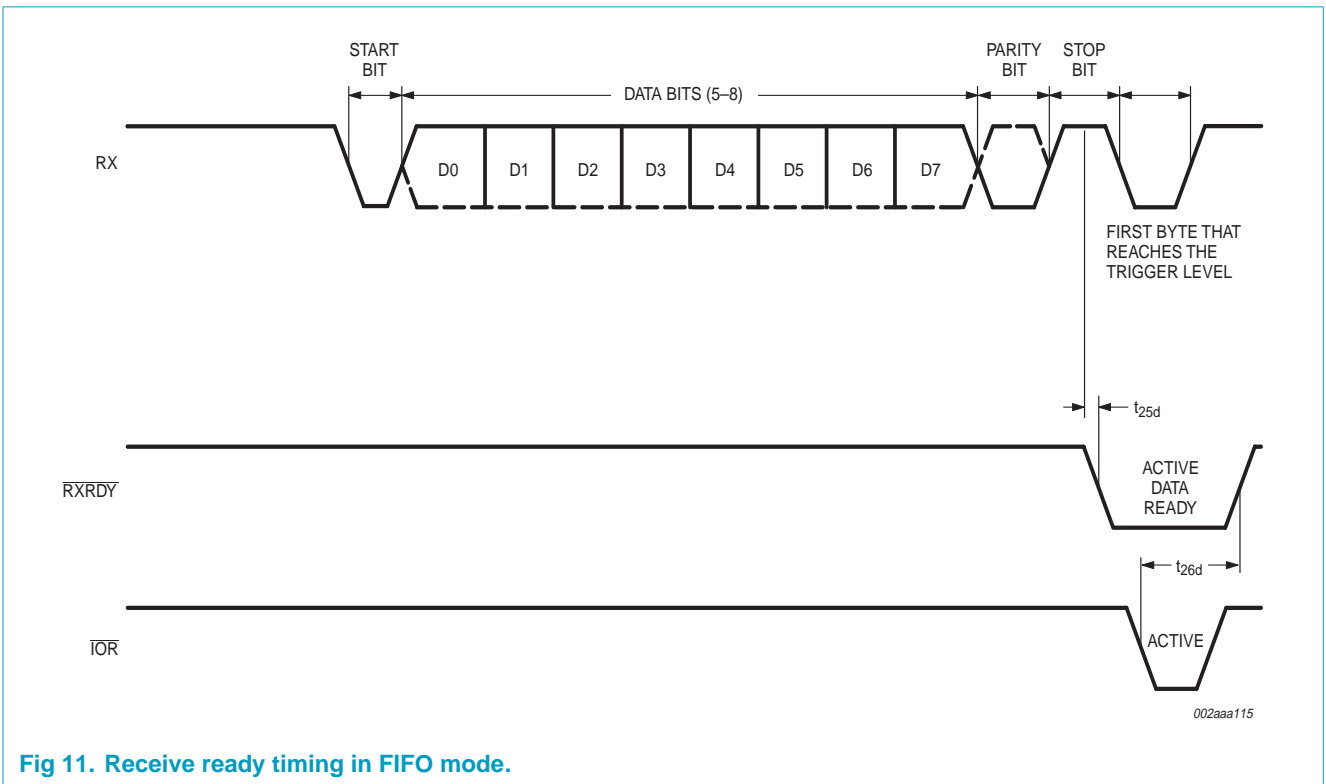 START
BIT
DATA BITS (5–8)
PARITY
BIT
STOP
BIT
RX
D0
D1
D2
D3
D4
D5
D6
D7
FIRST BYTE THAT
REACHES THE
TRIGGER LEVEL
t25d
RXRDY
ACTIVE
DATA
READY
t26d
IOR
ACTIVE
002aaa115
Fig 11. Receive ready timing in FIFO mode.